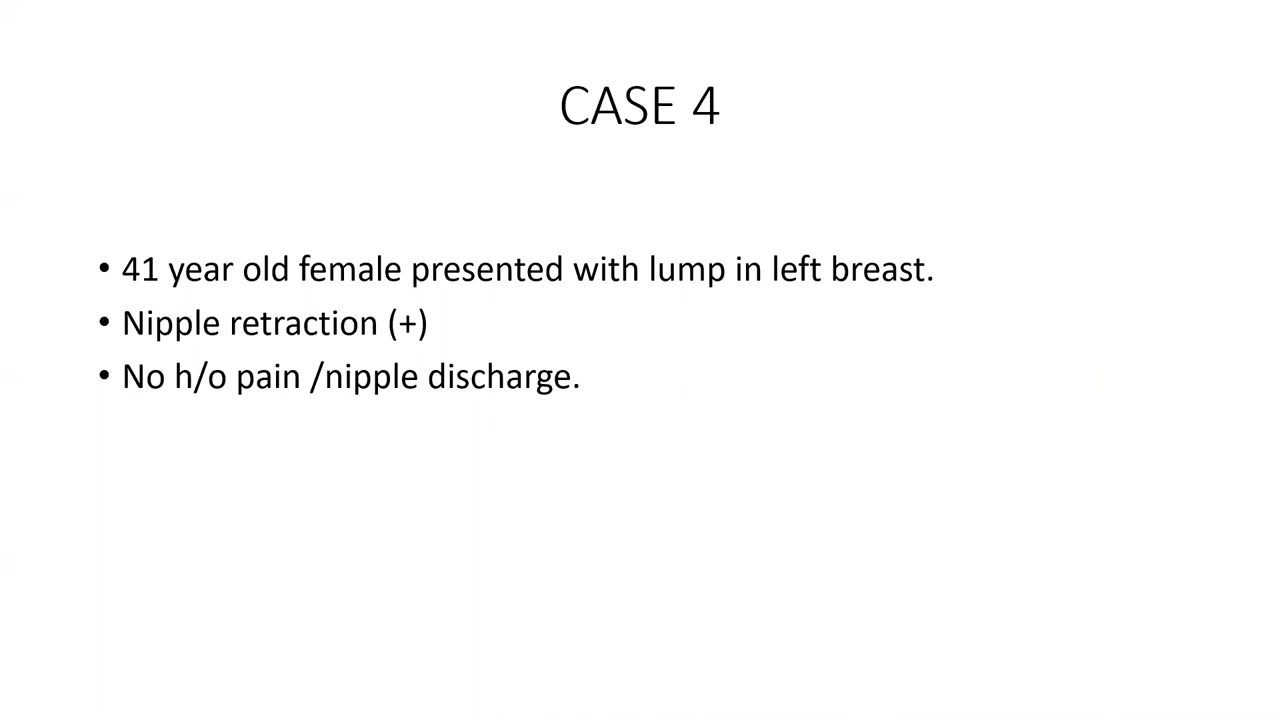 CASE 4
• 41 year old female presented with lump in left breast.
• Nipple retraction (+)
• No h/o pain /nipple discharge.